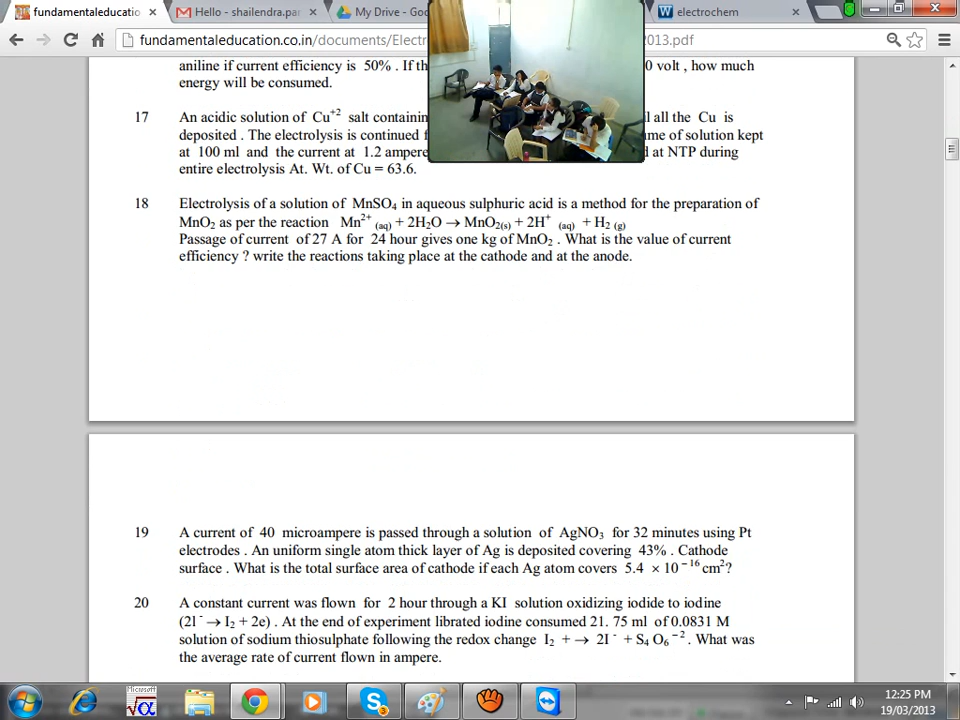 fundamentaleducatio ×
Hello - shailendra.par ×
My Drive - Goo
electrochem ×
fundamentaleducation.co.in/documents/Electr
2013.pdf
aniline if current efficiency is 50% . If th
0 volt , how much
energy will be consumed.
17 An acidic solution of Cu⁺² salt containin
l all the Cu is
deposited . The electrolysis is continued f
ume of solution kept
at 100 ml and the current at 1.2 ampere
d at NTP during
entire electrolysis At. Wt. of Cu = 63.6.
18 Electrolysis of a solution of MnSO₄ in aqueous sulphuric acid is a method for the preparation of
MnO₂ as per the reaction Mn²⁺ (aq) + 2H₂O → MnO₂(s) + 2H⁺ (aq) + H₂ (g)
Passage of current of 27 A for 24 hour gives one kg of MnO₂ . What is the value of current
efficiency ? write the reactions taking place at the cathode and at the anode.
19 A current of 40 microampere is passed through a solution of AgNO₃ for 32 minutes using Pt
electrodes . An uniform single atom thick layer of Ag is deposited covering 43% . Cathode
surface . What is the total surface area of cathode if each Ag atom covers 5.4 × 10⁻¹⁶ cm²?
20 A constant current was flown for 2 hour through a KI solution oxidizing iodide to iodine
(2I⁻ → I₂ + 2e) . At the end of experiment librated iodine consumed 21. 75 ml of 0.0831 M
solution of sodium thiosulphate following the redox change I₂ + → 2I⁻ + S₄ O₆⁻² . What was
the average rate of current flown in ampere.
Microsoft
√α
12:25 PM
19/03/2013